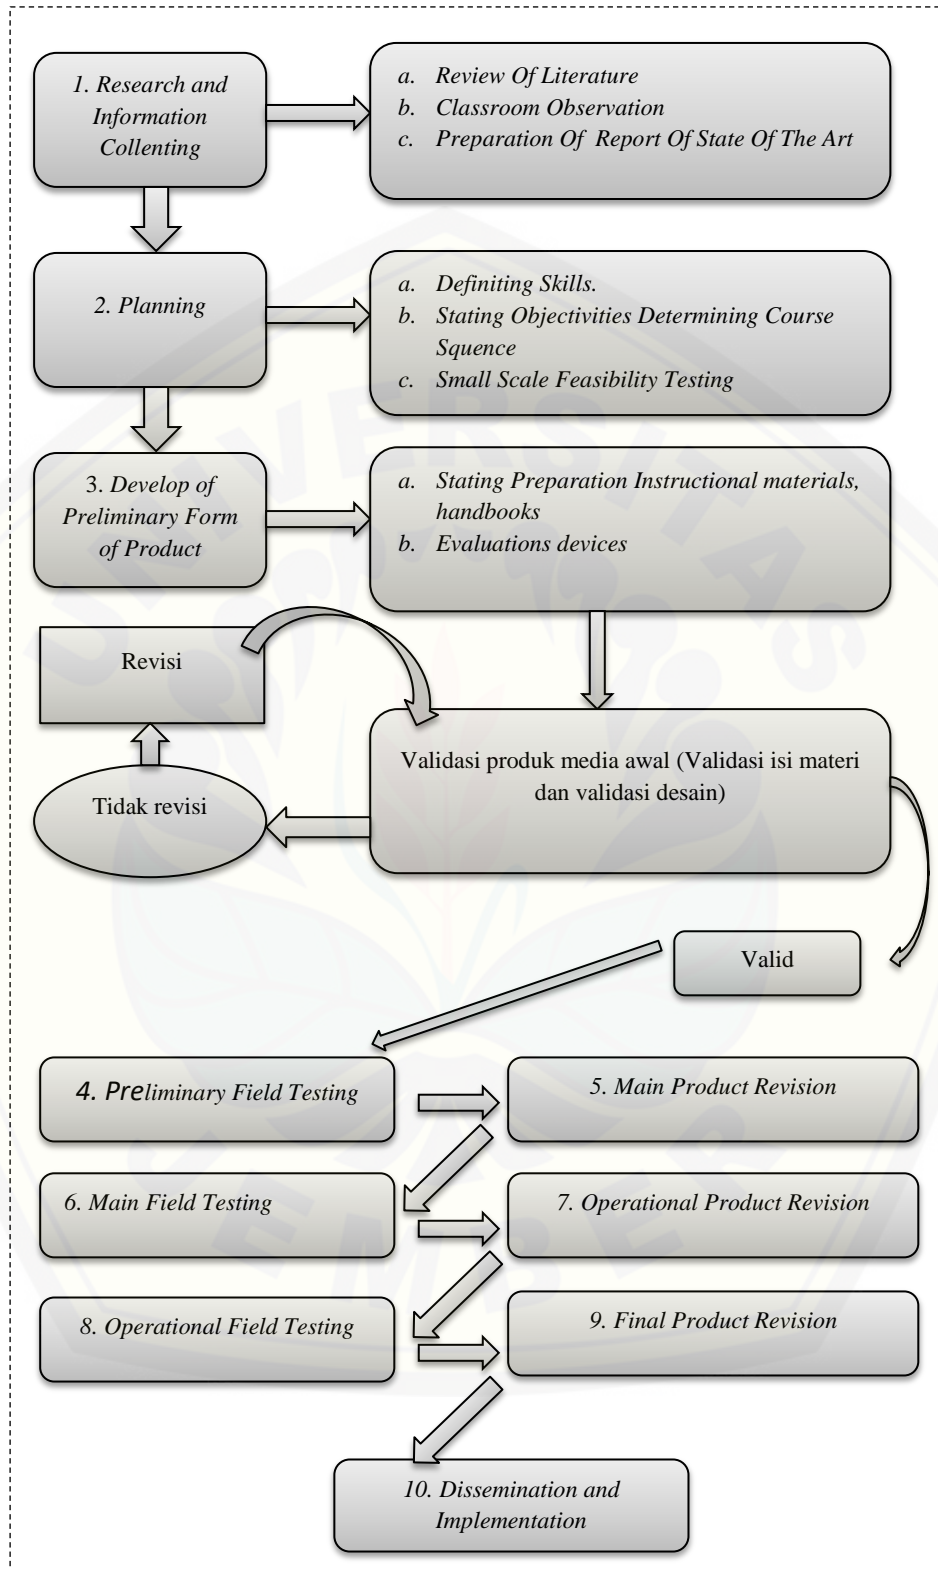 1. Research and
Information
Collenting
a. Review Of Literature
b. Classroom Observation
c. Preparation Of Report Of State Of The Art
2. Planning
a. Definiting Skills.
b. Stating Objectivities Determining Course
Squence
c. Small Scale Feasibility Testing
3. Develop of
Preliminary Form
of Product
a. Stating Preparation Instructional materials,
handbooks
b. Evaluations devices
Revisi
Validasi produk media awal (Validasi isi materi
dan validasi desain)
Tidak revisi
Valid
4. Preliminary Field Testing
5. Main Product Revision
6. Main Field Testing
7. Operational Product Revision
8. Operational Field Testing
9. Final Product Revision
10. Dissemination and
Implementation
UNIVERSITAS
JEMBER